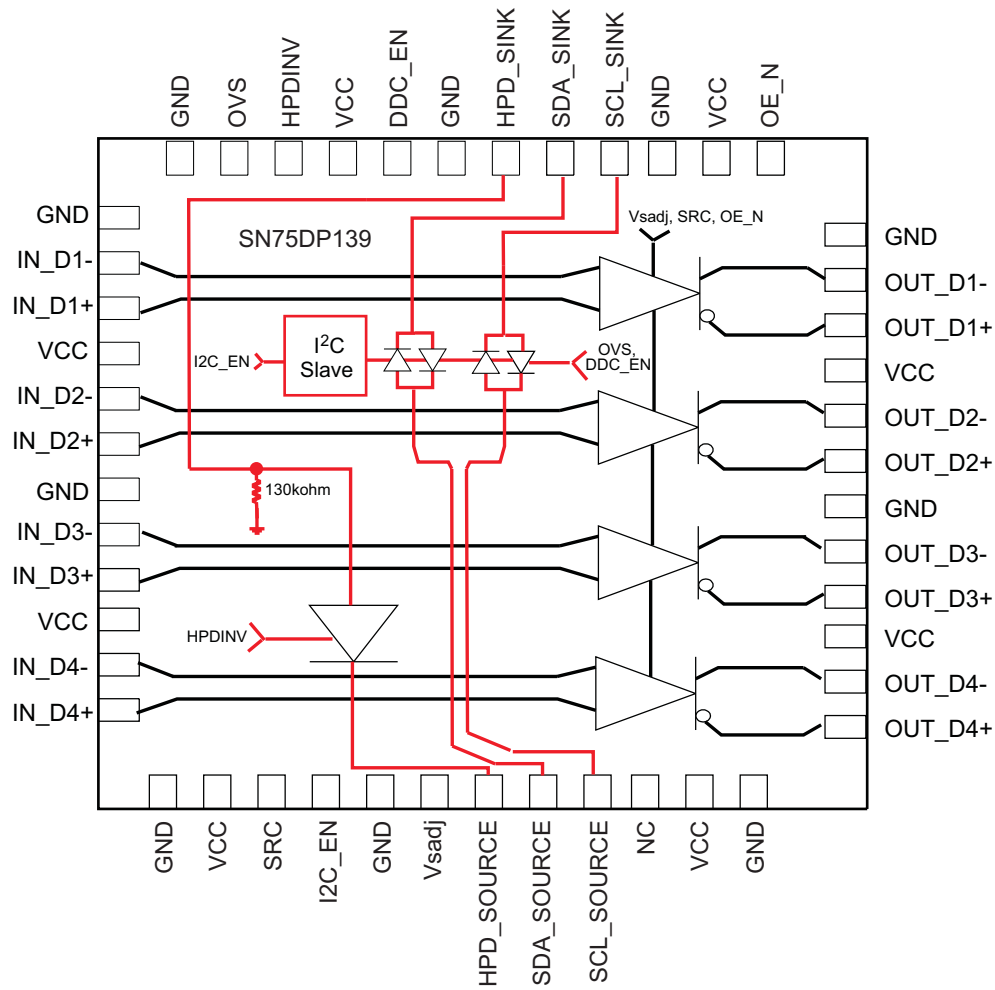 GND
OVS
HPDINV
VCC
DDC_EN
GND
HPD_SINK
SDA_SINK
SCL_SINK
GND
VCC
OE_N
GND
IN_D1-
IN_D1+
VCC
IN_D2-
IN_D2+
GND
IN_D3-
IN_D3+
VCC
IN_D4-
IN_D4+
SN75DP139
Vsadj, SRC, OE_N
I2C_EN
I²C
Slave
OVS,
DDC_EN
130kohm
HPDINV
GND
OUT_D1-
OUT_D1+
VCC
OUT_D2-
OUT_D2+
GND
OUT_D3-
OUT_D3+
VCC
OUT_D4-
OUT_D4+
GND
VCC
SRC
I2C_EN
GND
Vsadj
HPD_SOURCE
SDA_SOURCE
SCL_SOURCE
NC
VCC
GND